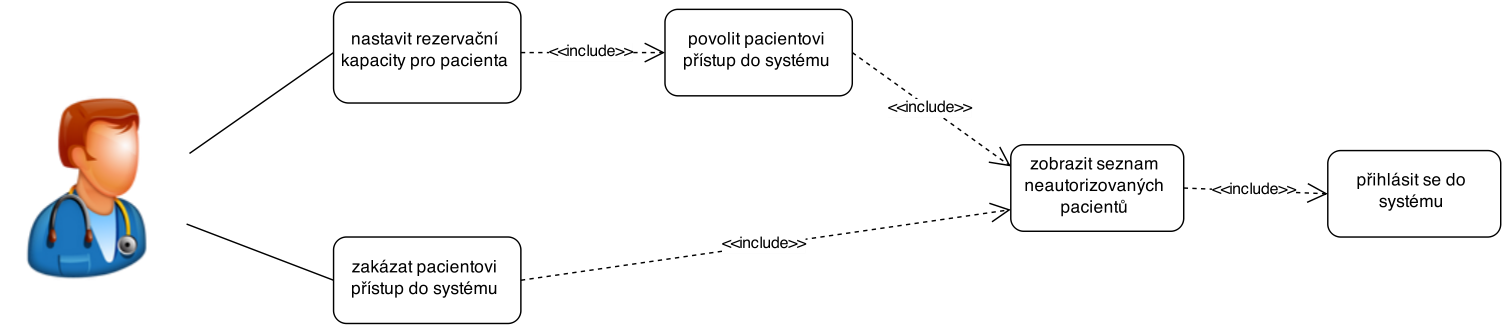 nastavit rezervační
kapacity pro pacienta
<<include>>
povolit pacientovi
přístup do systému
<<include>>
zobrazit seznam
neautorizovaných
pacientů
<<include>>
přihlásit se do
systému
<<include>>
zakázat pacientovi
přístup do systému